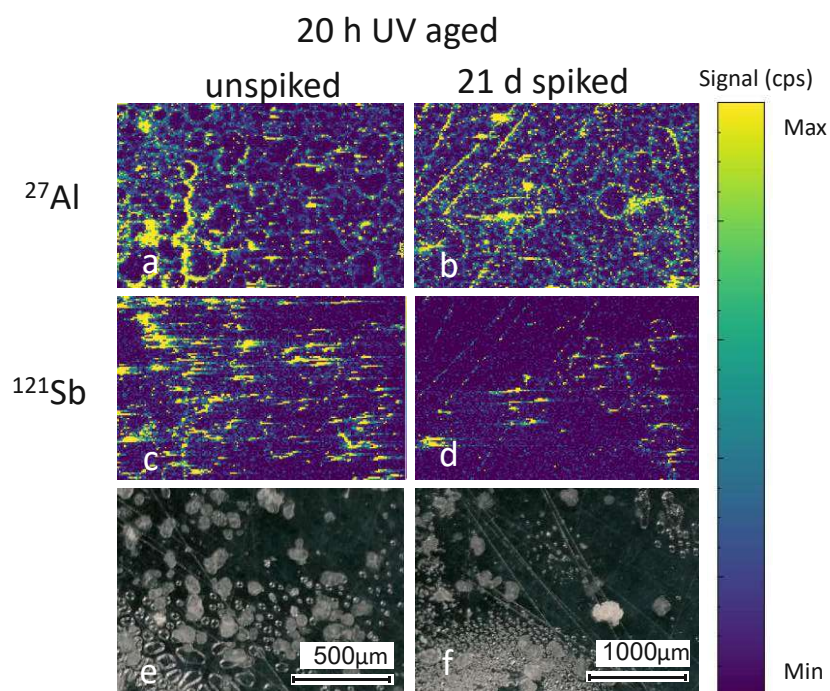 20 h UV aged
unspiked
21 d spiked
Signal (cps)
Max
²⁷Al
a
b
¹²¹Sb
c
d
e
500µm
f
1000µm
Min